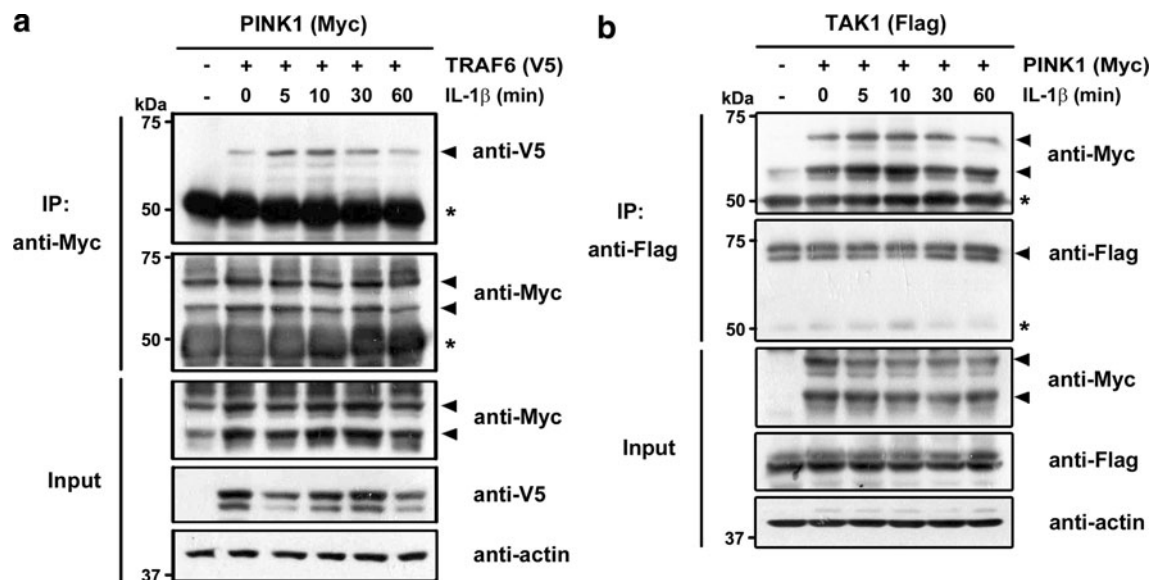 a
PINK1 (Myc)
- + + + + + TRAF6 (V5)
- 0 5 10 30 60 IL-1β (min)
kDa
75
anti-V5
50
*
IP:
anti-Myc
75
anti-Myc
50
*
anti-Myc
Input
anti-V5
anti-actin
37
b
TAK1 (Flag)
- + + + + + PINK1 (Myc)
- 0 5 10 30 60 IL-1β (min)
kDa
75
anti-Myc
50
*
IP:
anti-Flag
75
anti-Flag
50
*
anti-Myc
Input
anti-Flag
anti-actin
37